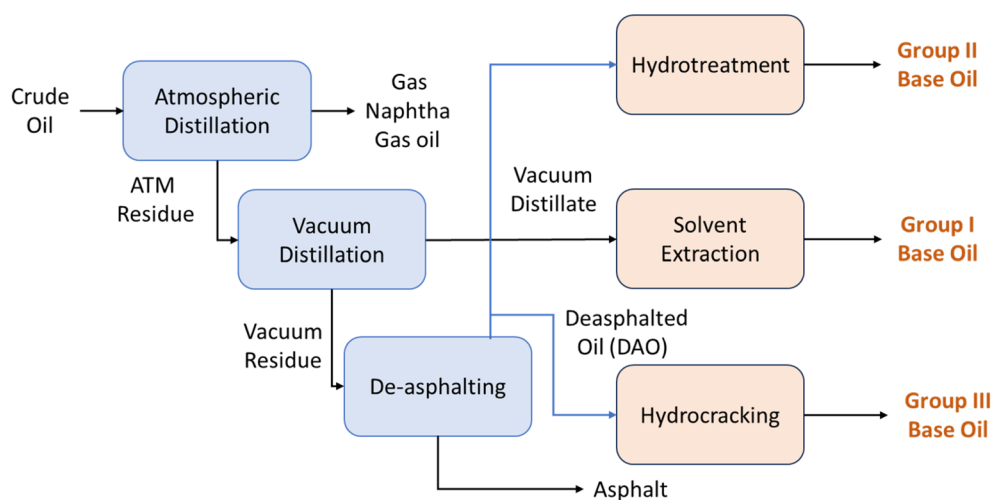 Crude
Oil
Atmospheric
Distillation
Gas
Naphtha
Gas oil
Hydrotreatment
Group II
Base Oil
ATM
Residue
Vacuum
Distillation
Vacuum
Distillate
Solvent
Extraction
Group I
Base Oil
Vacuum
Residue
De-asphalting
Deasphalted
Oil (DAO)
Hydrocracking
Group III
Base Oil
Asphalt